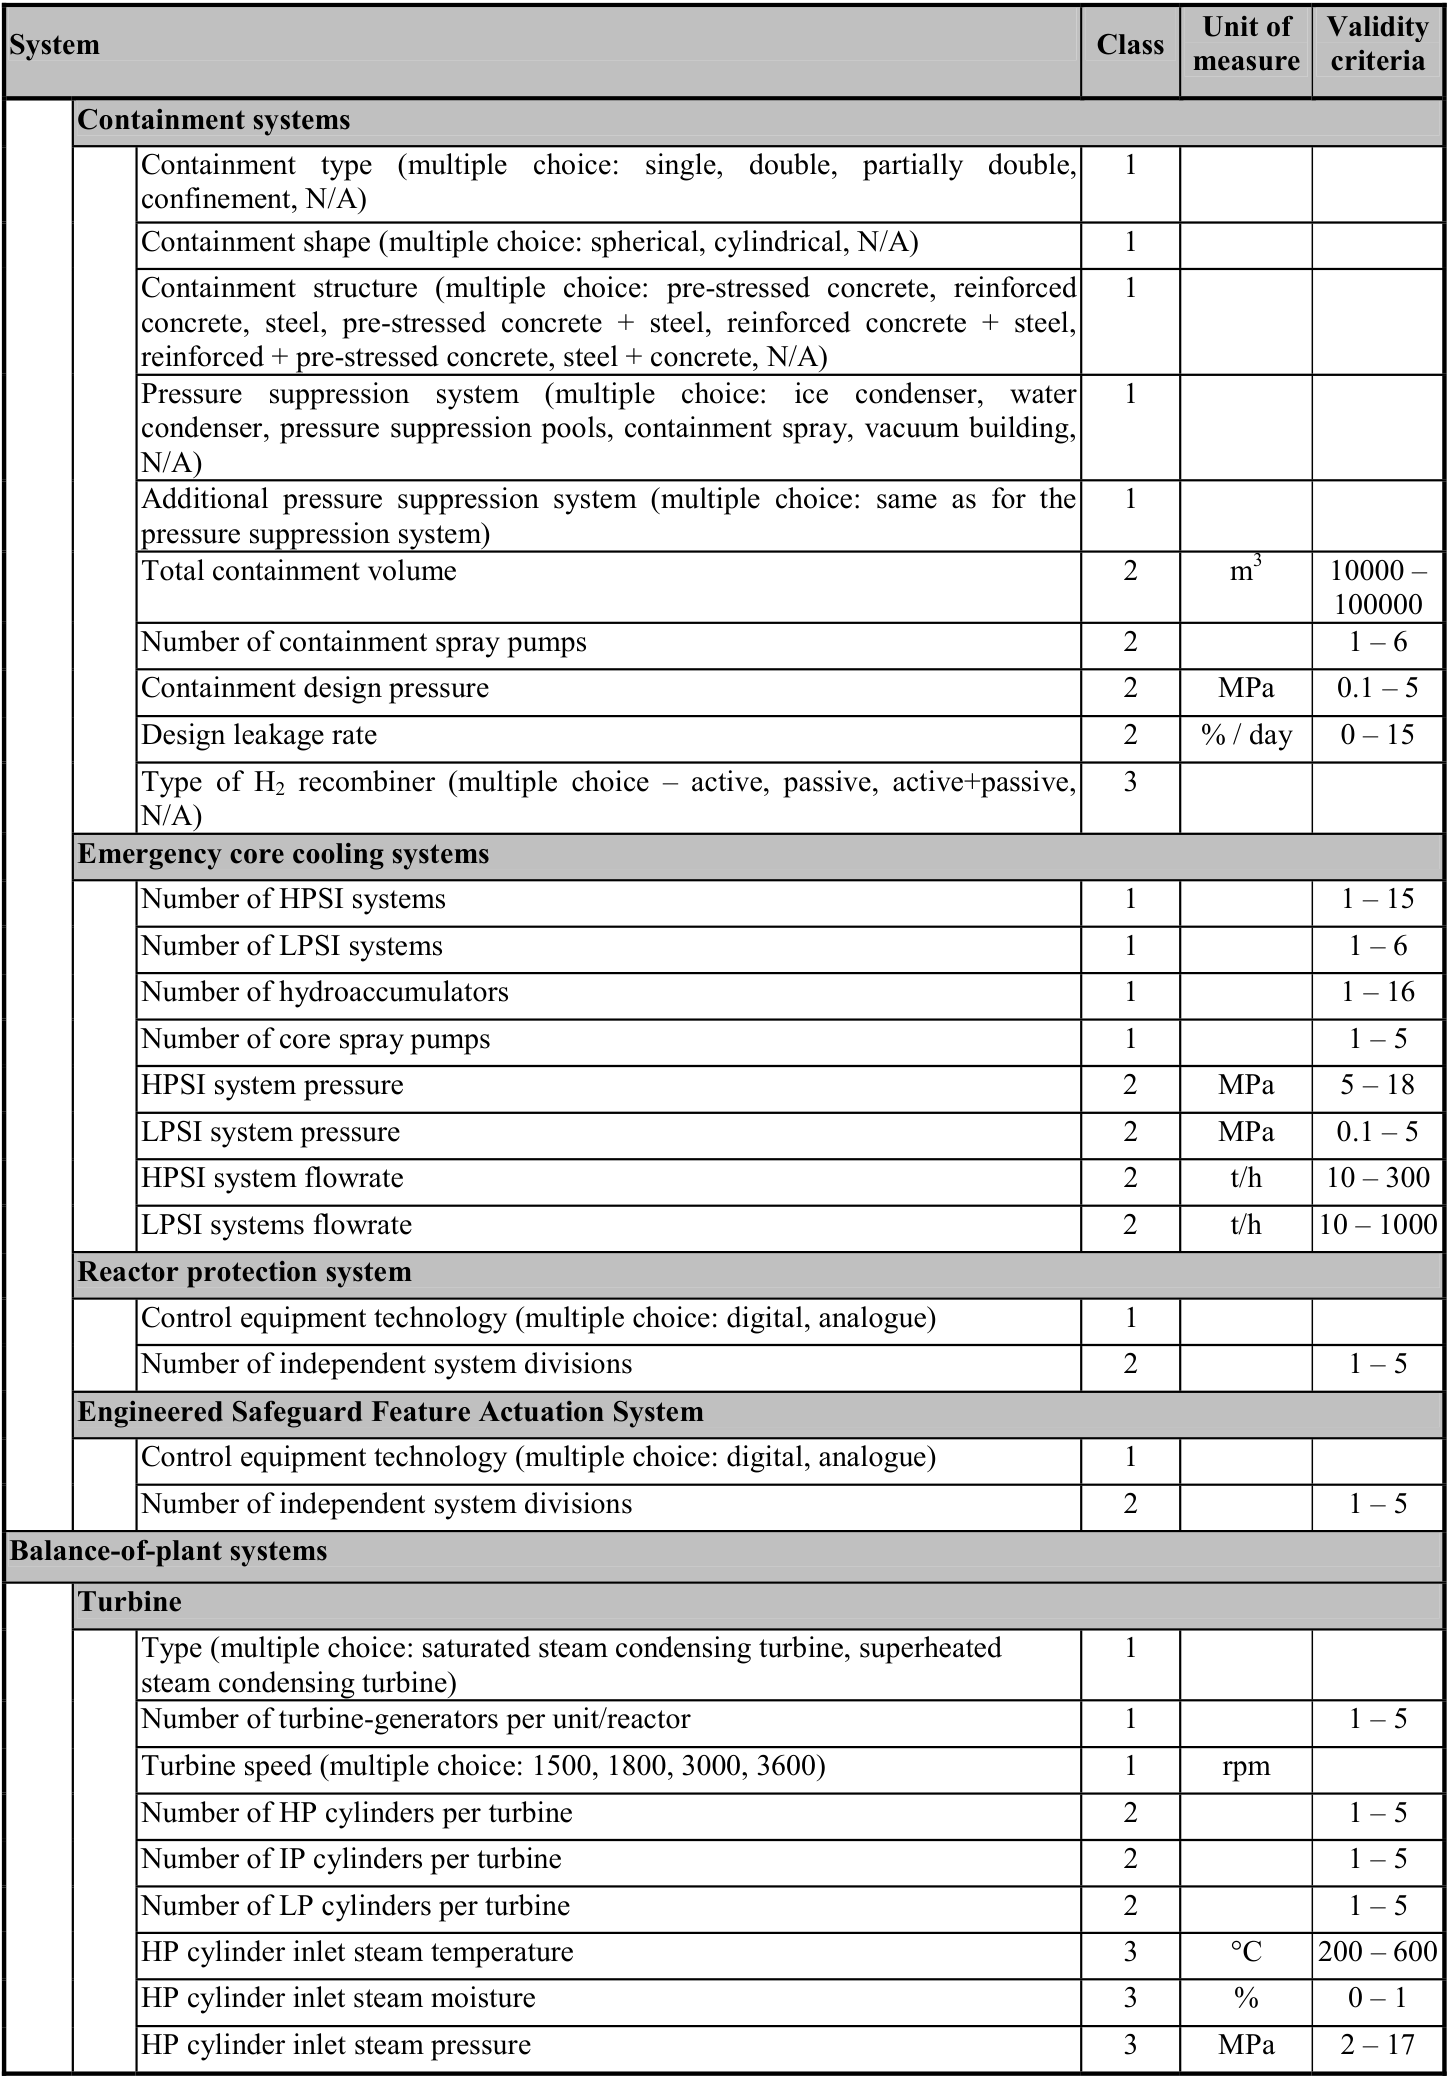 System Class Unit of measure Validity criteria
Containment systems
Containment type (multiple choice: single, double, partially double, 1
confinement, N/A)
Containment shape (multiple choice: spherical, cylindrical, N/A) 1
Containment structure (multiple choice: pre-stressed concrete, reinforced 1
concrete, steel, pre-stressed concrete + steel, reinforced concrete + steel,
reinforced + pre-stressed concrete, steel + concrete, N/A)
Pressure suppression system (multiple choice: ice condenser, water 1
condenser, pressure suppression pools, containment spray, vacuum building,
N/A)
Additional pressure suppression system (multiple choice: same as for the 1
pressure suppression system)
Total containment volume 2 m³ 10000 –
100000
Number of containment spray pumps 2 1 – 6
Containment design pressure 2 MPa 0.1 – 5
Design leakage rate 2 % / day 0 – 15
Type of H₂ recombiner (multiple choice – active, passive, active+passive, 3
N/A)
Emergency core cooling systems
Number of HPSI systems 1 1 – 15
Number of LPSI systems 1 1 – 6
Number of hydroaccumulators 1 1 – 16
Number of core spray pumps 1 1 – 5
HPSI system pressure 2 MPa 5 – 18
LPSI system pressure 2 MPa 0.1 – 5
HPSI system flowrate 2 t/h 10 – 300
LPSI systems flowrate 2 t/h 10 – 1000
Reactor protection system
Control equipment technology (multiple choice: digital, analogue) 1
Number of independent system divisions 2 1 – 5
Engineered Safeguard Feature Actuation System
Control equipment technology (multiple choice: digital, analogue) 1
Number of independent system divisions 2 1 – 5
Balance-of-plant systems
Turbine
Type (multiple choice: saturated steam condensing turbine, superheated 1
steam condensing turbine)
Number of turbine-generators per unit/reactor 1 1 – 5
Turbine speed (multiple choice: 1500, 1800, 3000, 3600) 1 rpm
Number of HP cylinders per turbine 2 1 – 5
Number of IP cylinders per turbine 2 1 – 5
Number of LP cylinders per turbine 2 1 – 5
HP cylinder inlet steam temperature 3 °C 200 – 600
HP cylinder inlet steam moisture 3 % 0 – 1
HP cylinder inlet steam pressure 3 MPa 2 – 17